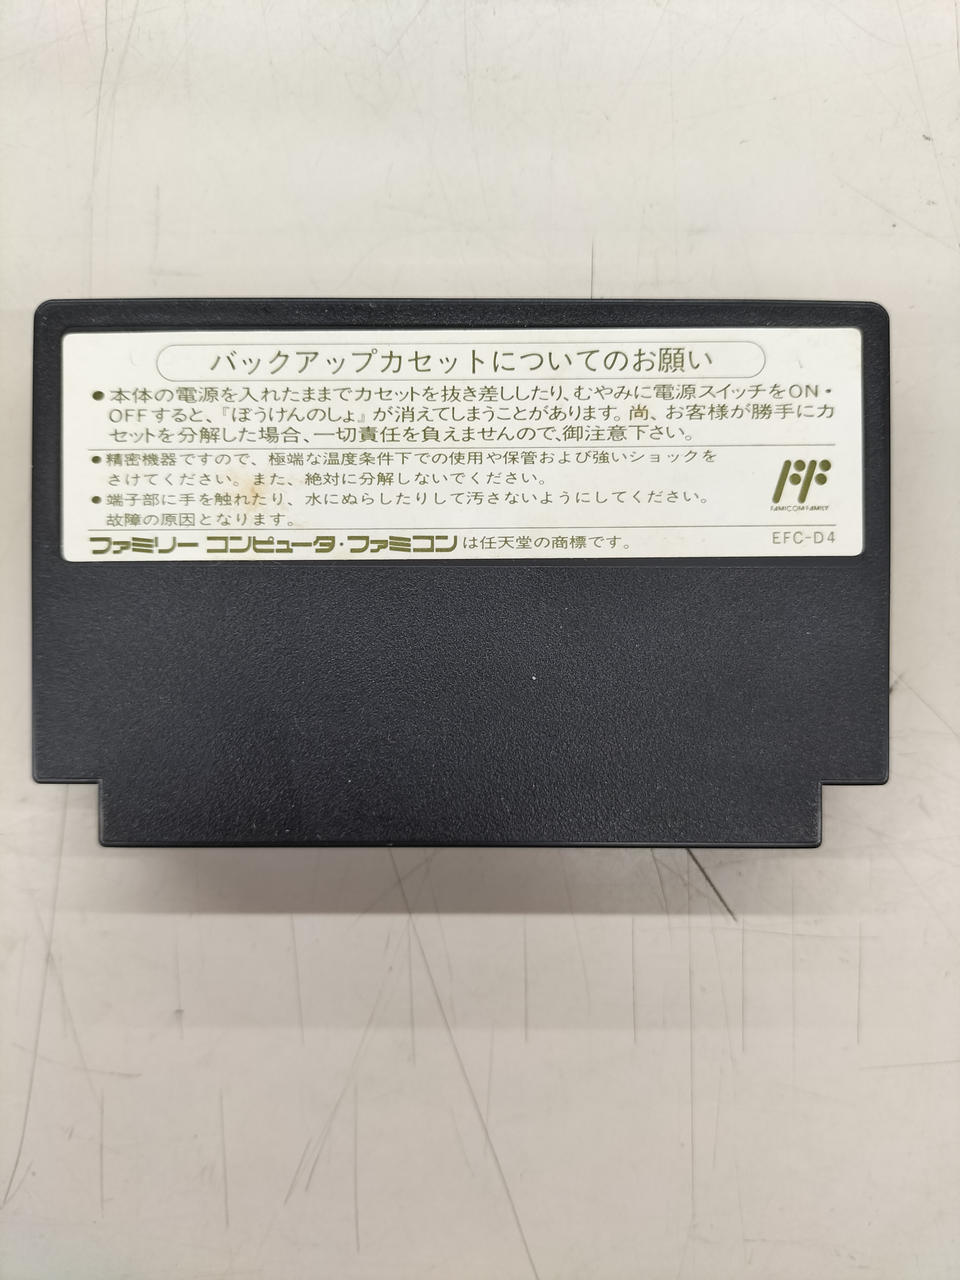 バックアップカセットについてのお願い
●本体の電源を入れたままでカセットを抜き差ししたり、むやみに電源スイッチをON・
OFFすると、『ぼうけんのしょ』が消えてしまうことがあります。尚、お客様が勝手にカ
セットを分解した場合、一切責任を負えませんので、御注意下さい。
●精密機器ですので、極端な温度条件下での使用や保管および強いショックを
さけてください。また、絶対に分解しないでください。
●端子部に手を触れたり、水にぬらしたりして汚さないようにしてください。
故障の原因となります。
FAMICOM FAMILY
ファミリーコンピュータ・ファミコンは任天堂の商標です。
EFC-D4